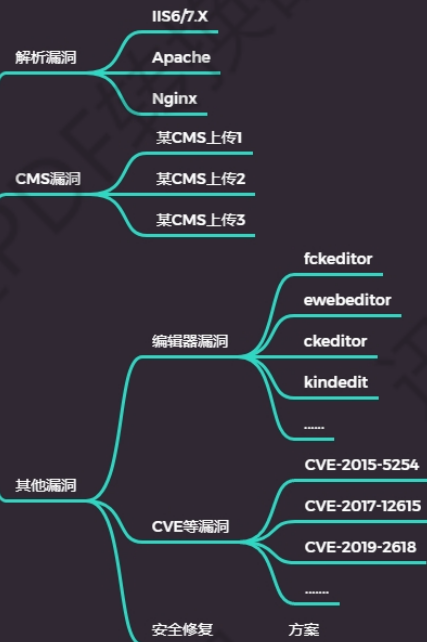 解析漏洞
IIS6/7.X
Apache
Nginx
CMS漏洞
某CMS上传1
某CMS上传2
某CMS上传3
其他漏洞
编辑器漏洞
fckeditor
ewebeditor
ckeditor
kindedit
......
CVE等漏洞
CVE-2015-5254
CVE-2017-12615
CVE-2019-2618
.......
安全修复
方案